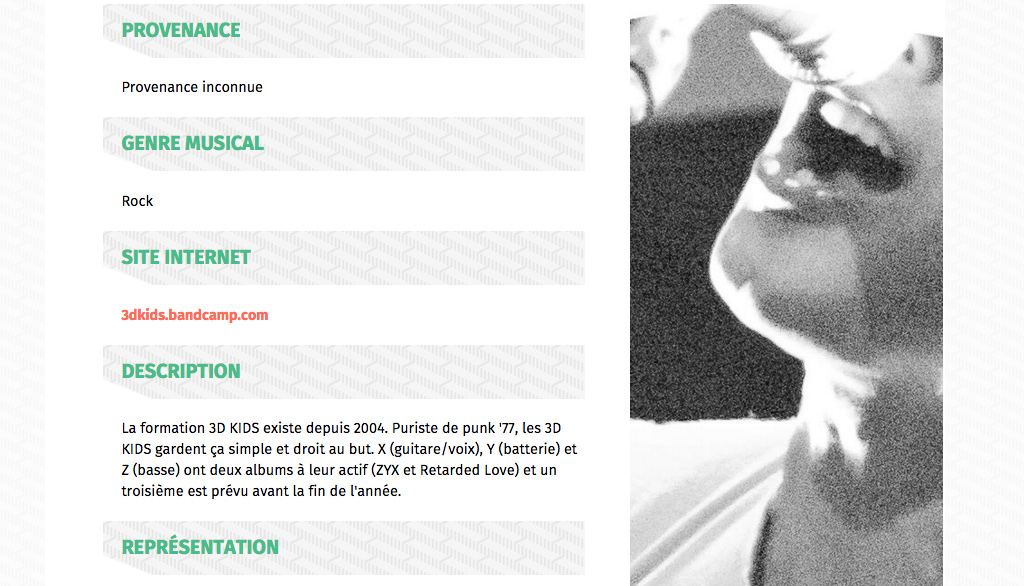 PROVENANCE
Provenance inconnue
GENRE MUSICAL
Rock
SITE INTERNET
3dkids.bandcamp.com
DESCRIPTION
La formation 3D KIDS existe depuis 2004. Puriste de punk '77, les 3D
KIDS gardent ça simple et droit au but. X (guitare/voix), Y (batterie) et
Z (basse) ont deux albums à leur actif (ZYX et Retarded Love) et un
troisième est prévu avant la fin de l'année.
REPRÉSENTATION